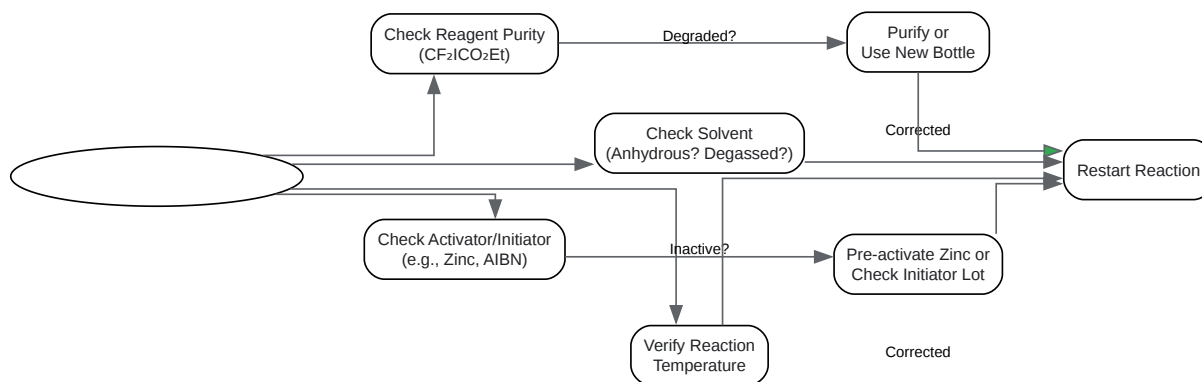 Check Reagent Purity
(CF₂ICO₂Et)
Degraded?
Purify or
Use New Bottle
Check Solvent
(Anhydrous? Degassed?)
Corrected
Restart Reaction
Check Activator/Initiator
(e.g., Zinc, AIBN)
Inactive?
Pre-activate Zinc or
Check Initiator Lot
Verify Reaction
Temperature
Corrected